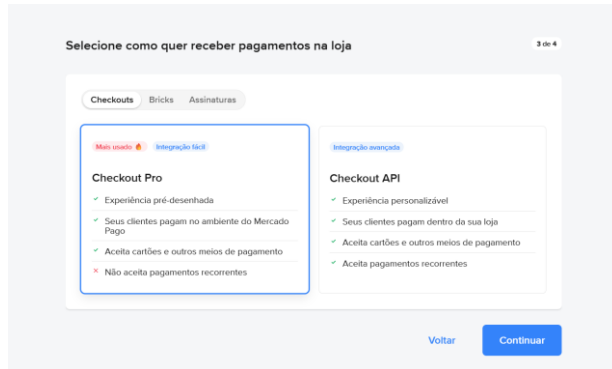 Selecione como quer receber pagamentos na loja
3 de 4
Checkouts Bricks Assinaturas
Mais usado 🔥 Integração fácil
Checkout Pro
Experiência pré-desenhada
Seus clientes pagam no ambiente do Mercado
Pago
Aceita cartões e outros meios de pagamento
Não aceita pagamentos recorrentes
Integração avançada
Checkout API
Experiência personalizável
Seus clientes pagam dentro da sua loja
Aceita cartões e outros meios de pagamento
Aceita pagamentos recorrentes
Voltar
Continuar